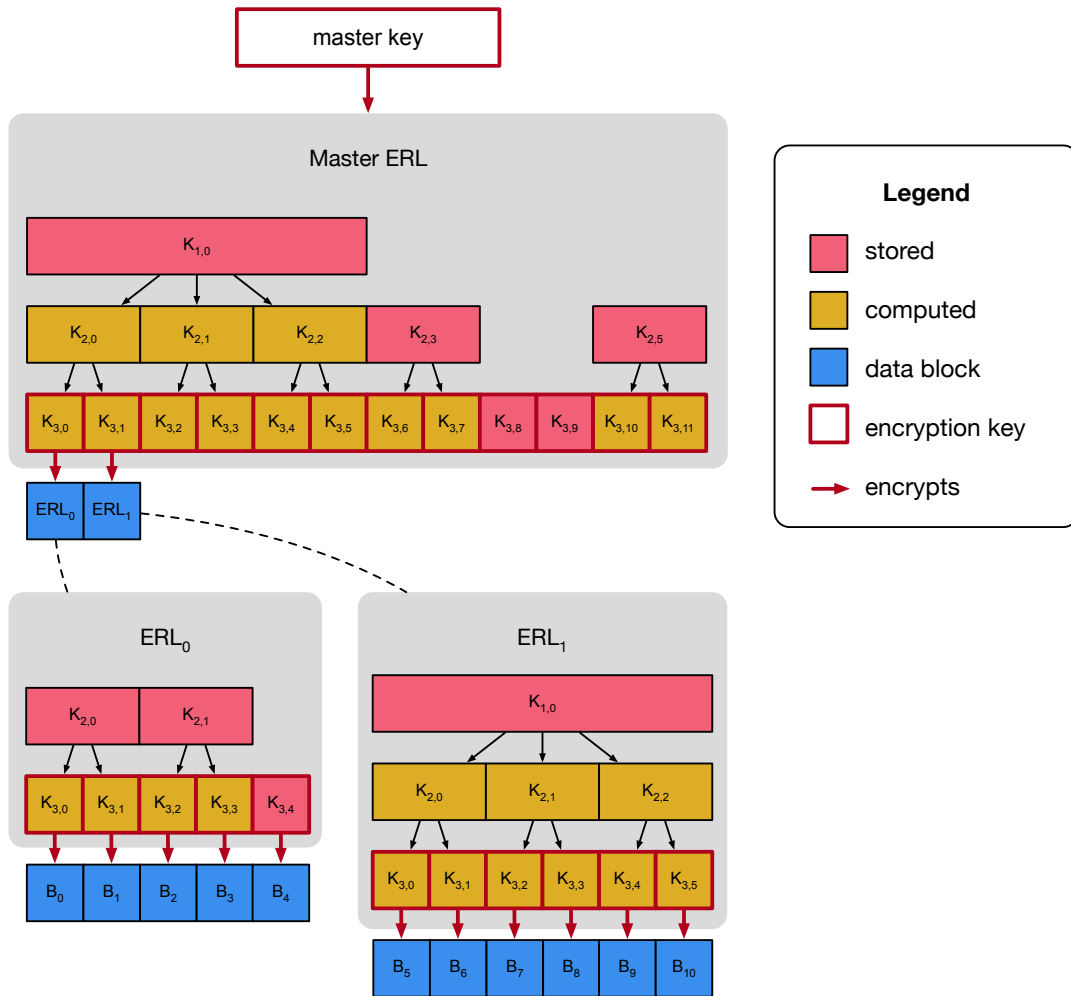 master key
Master ERL
K1,0
K2,0 K2,1 K2,2 K2,3 K2,5
K3,0 K3,1 K3,2 K3,3 K3,4 K3,5 K3,6 K3,7 K3,8 K3,9 K3,10 K3,11
ERL0 ERL1
Legend
stored
computed
data block
encryption key
encrypts
ERL0
K2,0 K2,1
K3,0 K3,1 K3,2 K3,3 K3,4
B0 B1 B2 B3 B4
ERL1
K1,0
K2,0 K2,1 K2,2
K3,0 K3,1 K3,2 K3,3 K3,4 K3,5
B5 B6 B7 B8 B9 B10